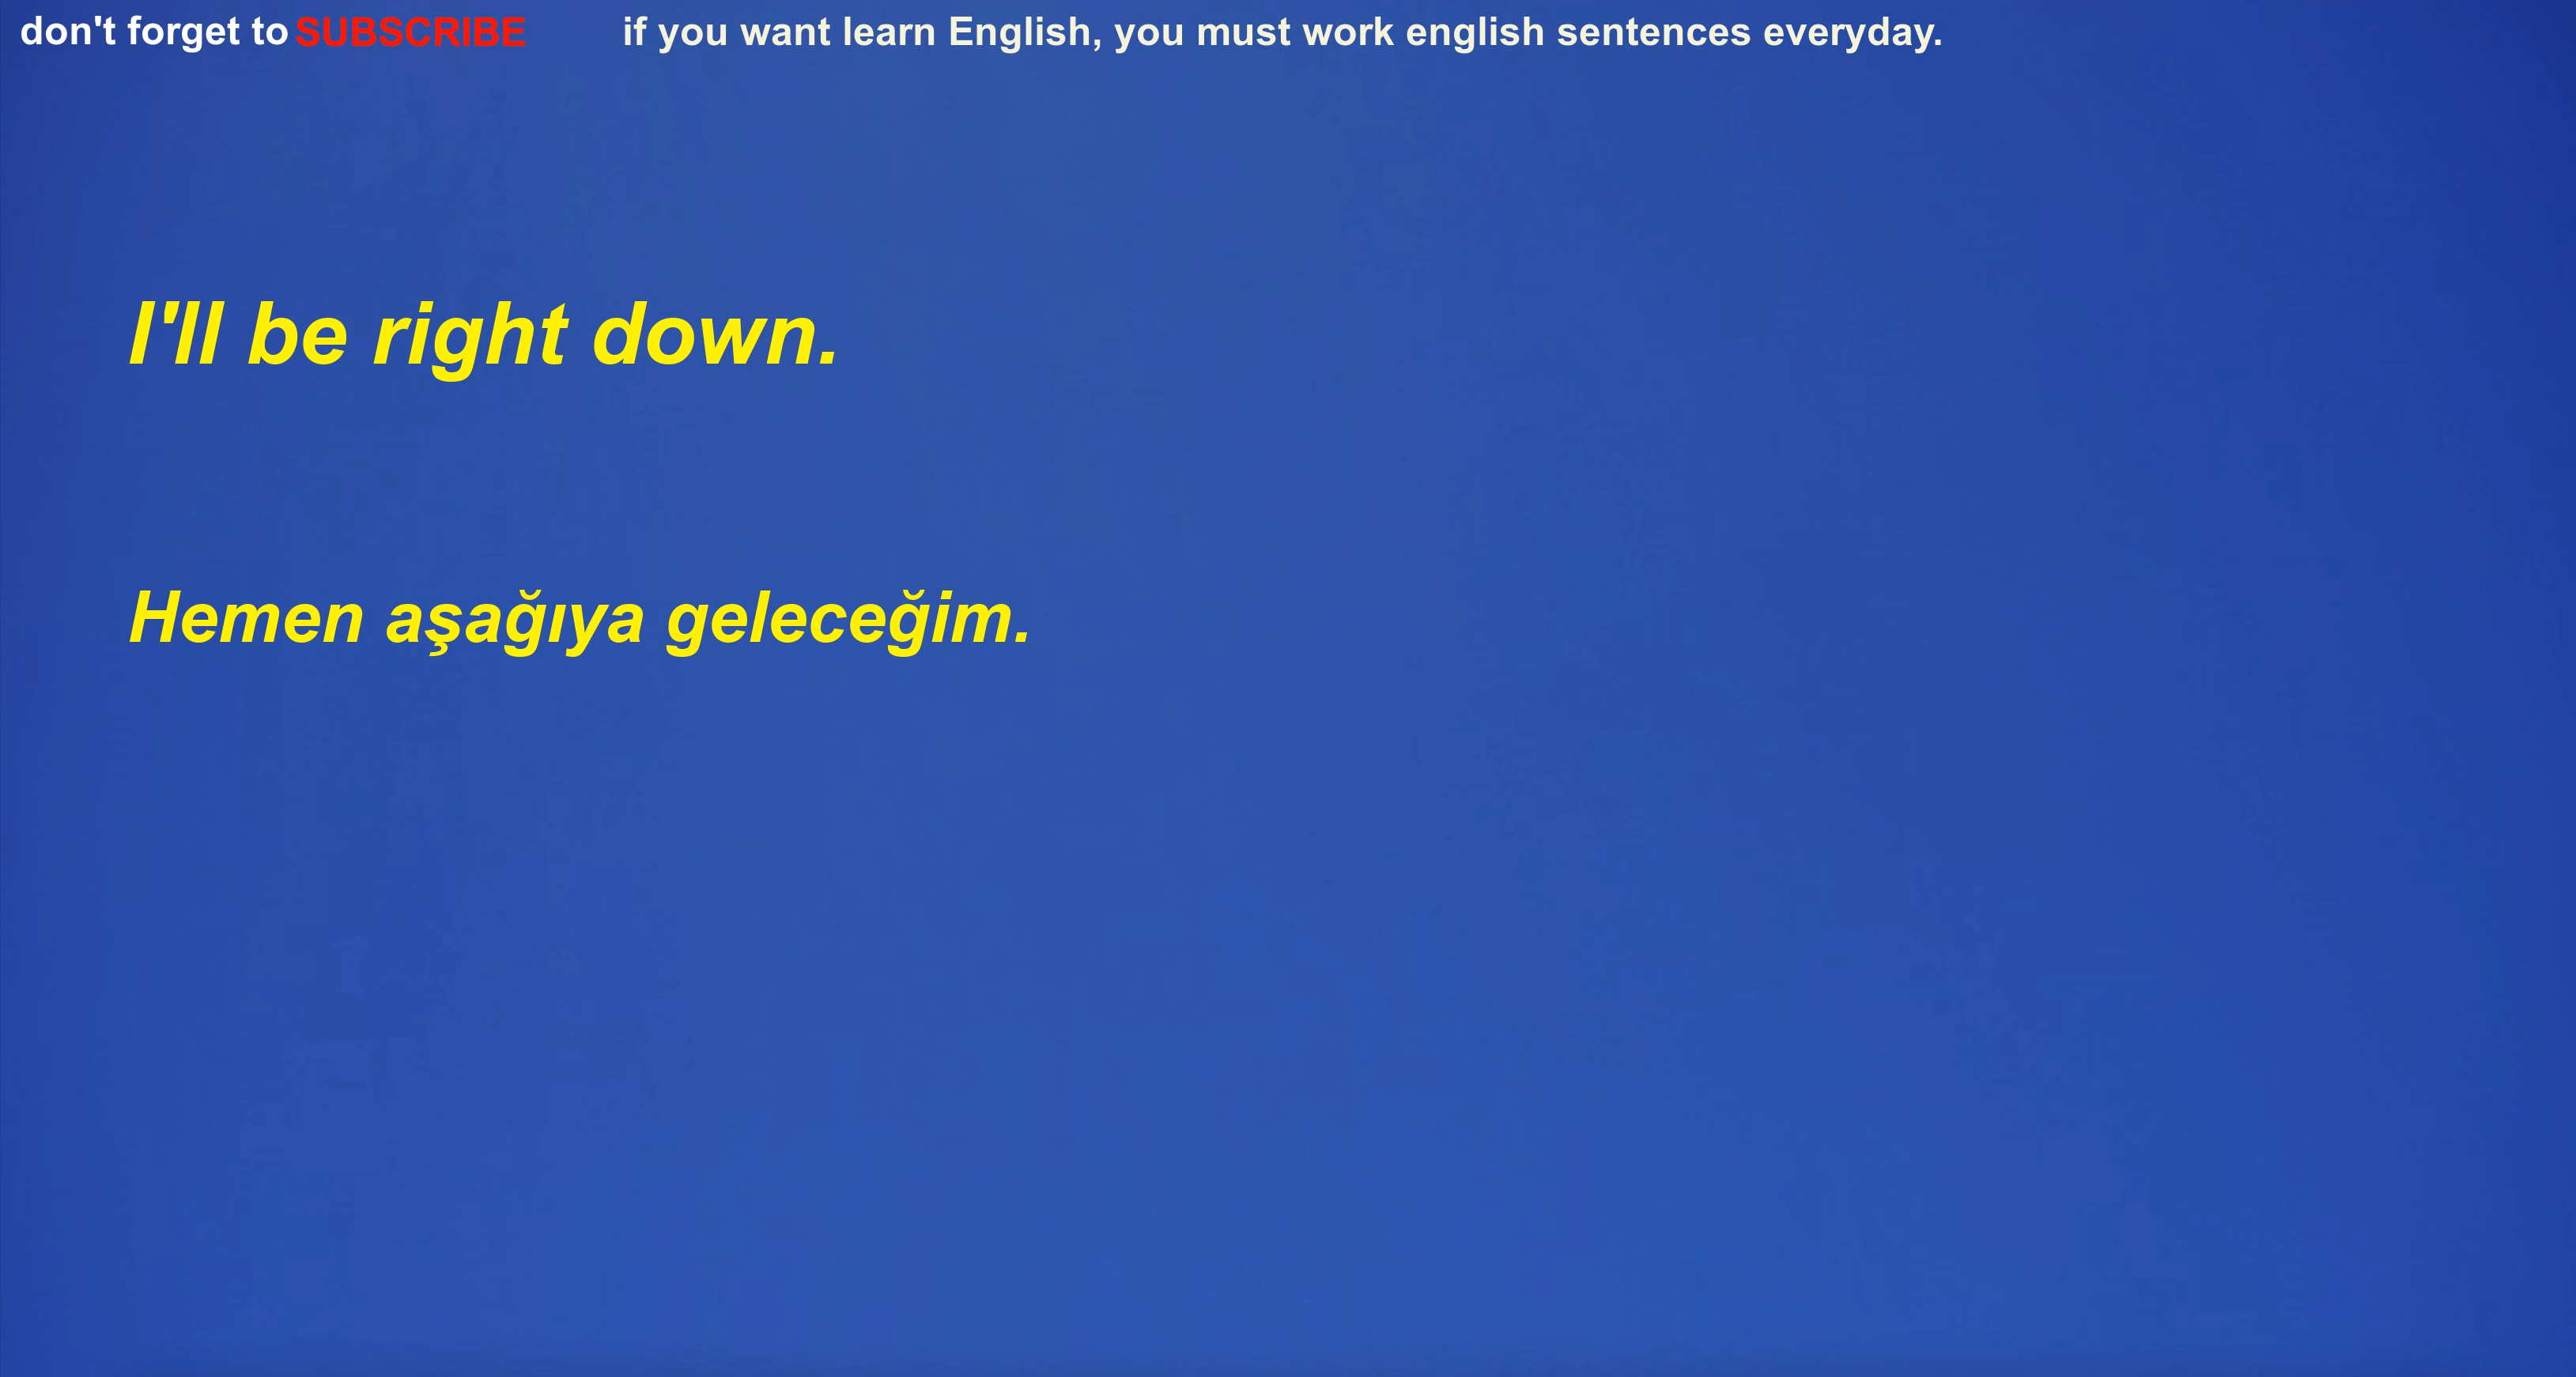 don't forget to SUBSCRIBE if you want learn English, you must work english sentences everyday.
I'll be right down.
Hemen aşağıya geleceğim.